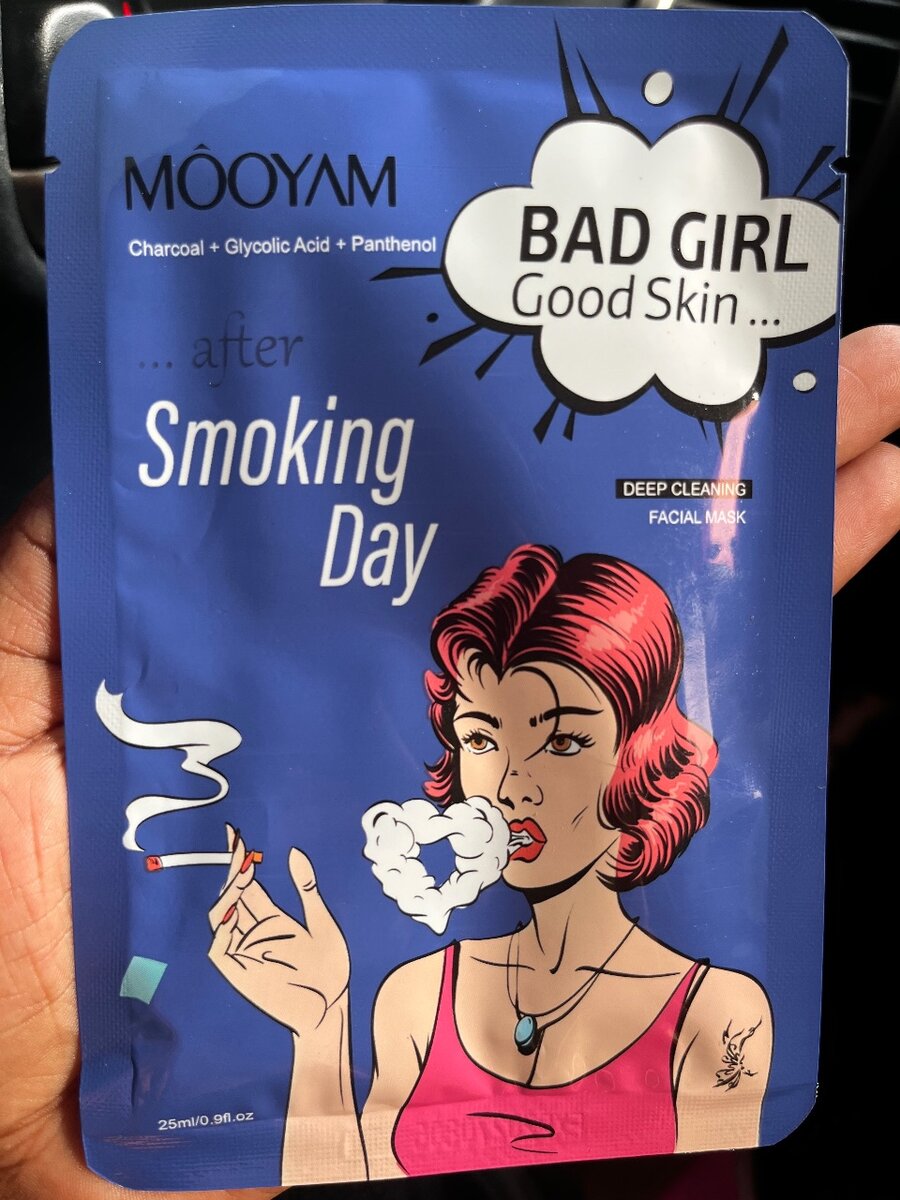 MÔOYAM
Charcoal + Glycolic Acid + Panthenol
BAD GIRL
Good Skin ...
... after
Smoking
Day
DEEP CLEANING
FACIAL MASK
25ml/0.9fl.oz